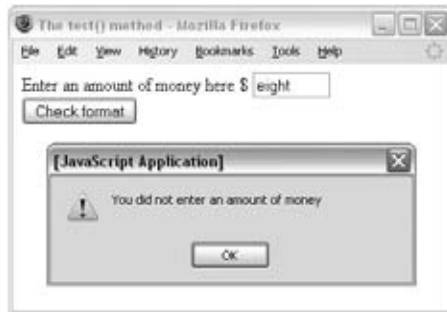 The test() method - Mozilla Firefox
File Edit View History Bookmarks Tools Help
Enter an amount of money here $ eight
Check format
[JavaScript Application]
You did not enter an amount of money
OK